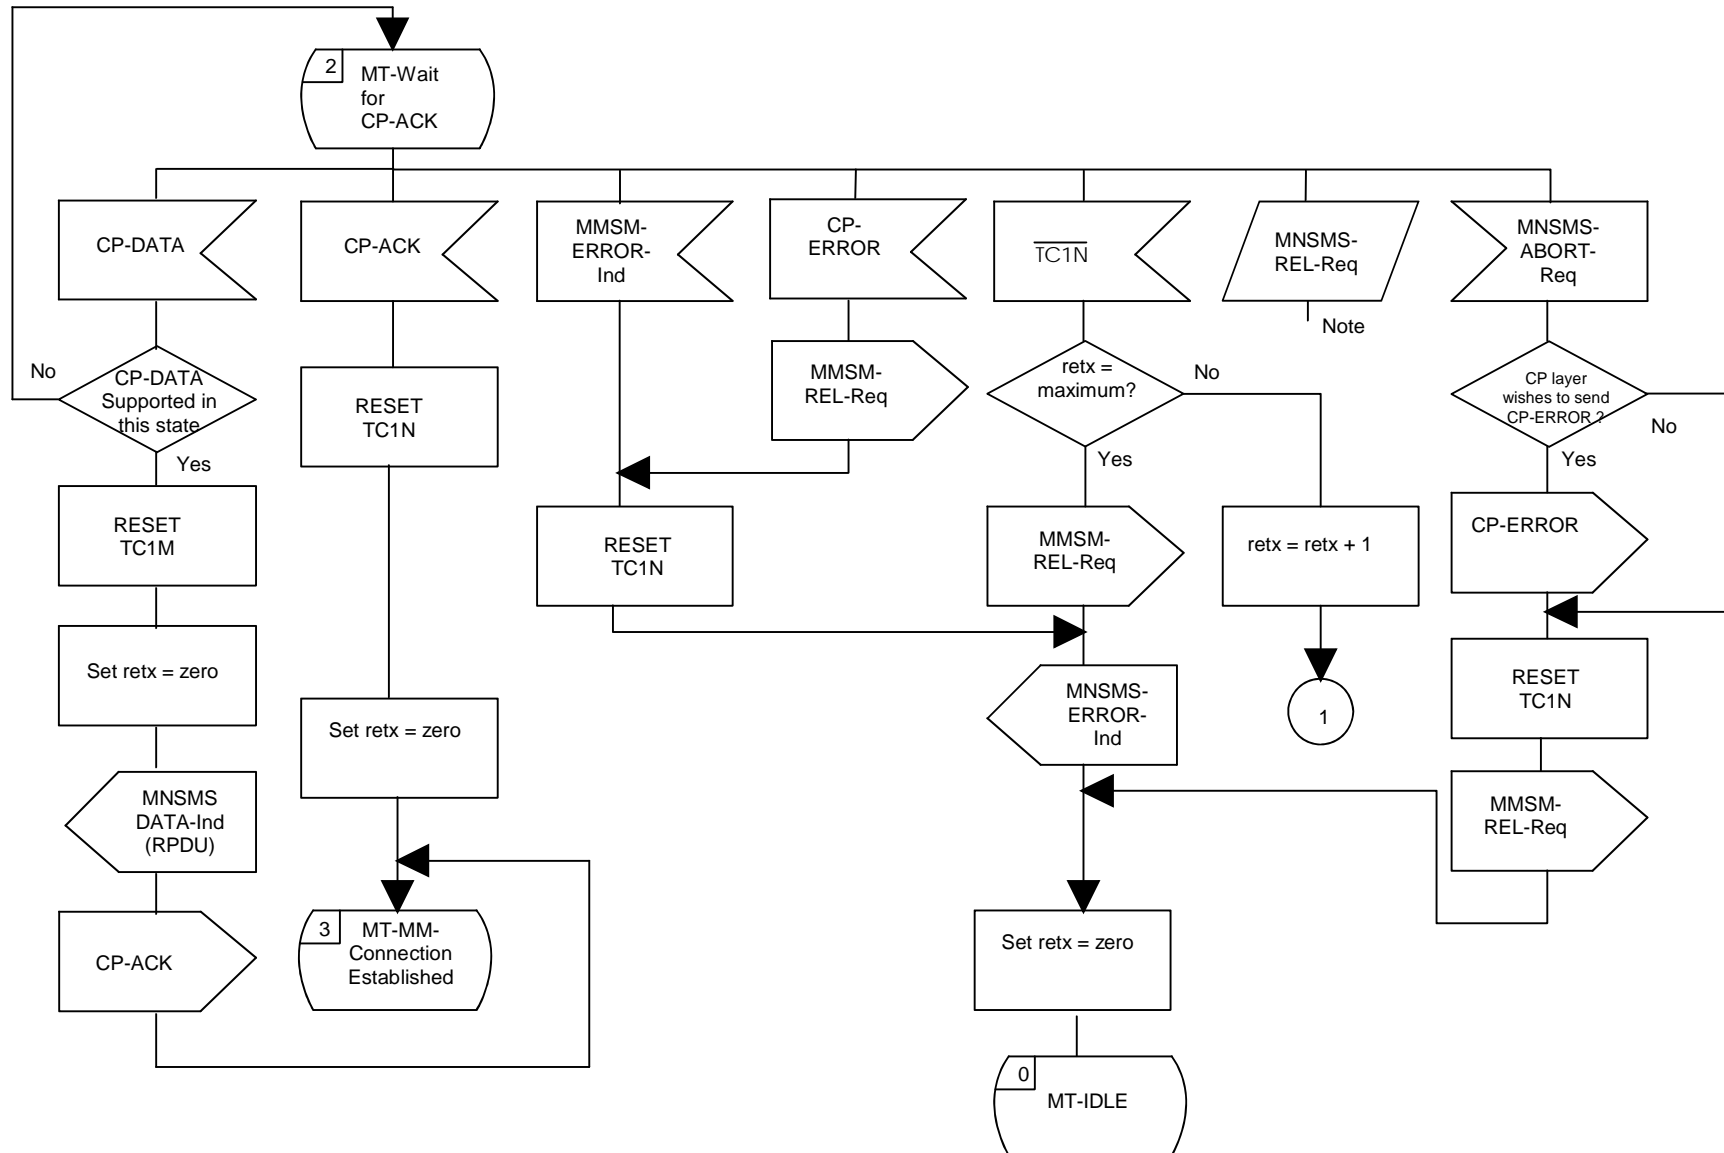 2
MT-Wait
for
CP-ACK
CP-DATA
CP-ACK
MMSM-
ERROR-
Ind
CP-
ERROR
TC1N
MNSMS-
REL-Req
Note
MNSMS-
ABORT-
Req
No
CP-DATA
Supported in
this state
Yes
RESET
TC1N
MMSM-
REL-Req
retx =
maximum?
No
Yes
CP layer
wishes to send
CP-ERROR ?
No
Yes
RESET
TC1M
RESET
TC1N
MMSM-
REL-Req
retx = retx + 1
CP-ERROR
Set retx = zero
Set retx = zero
MNSMS-
ERROR-
Ind
1
RESET
TC1N
MNSMS
DATA-Ind
(RPDU)
MMSM-
REL-Req
CP-ACK
3
MT-MM-
Connection
Established
Set retx = zero
0
MT-IDLE